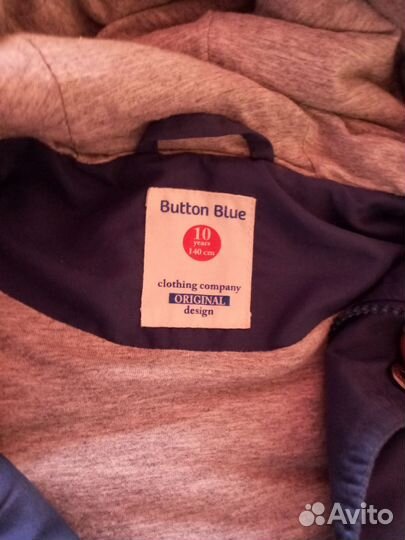 Button Blue
10
years
140 cm
clothing company
ORIGINAL
design
Avito